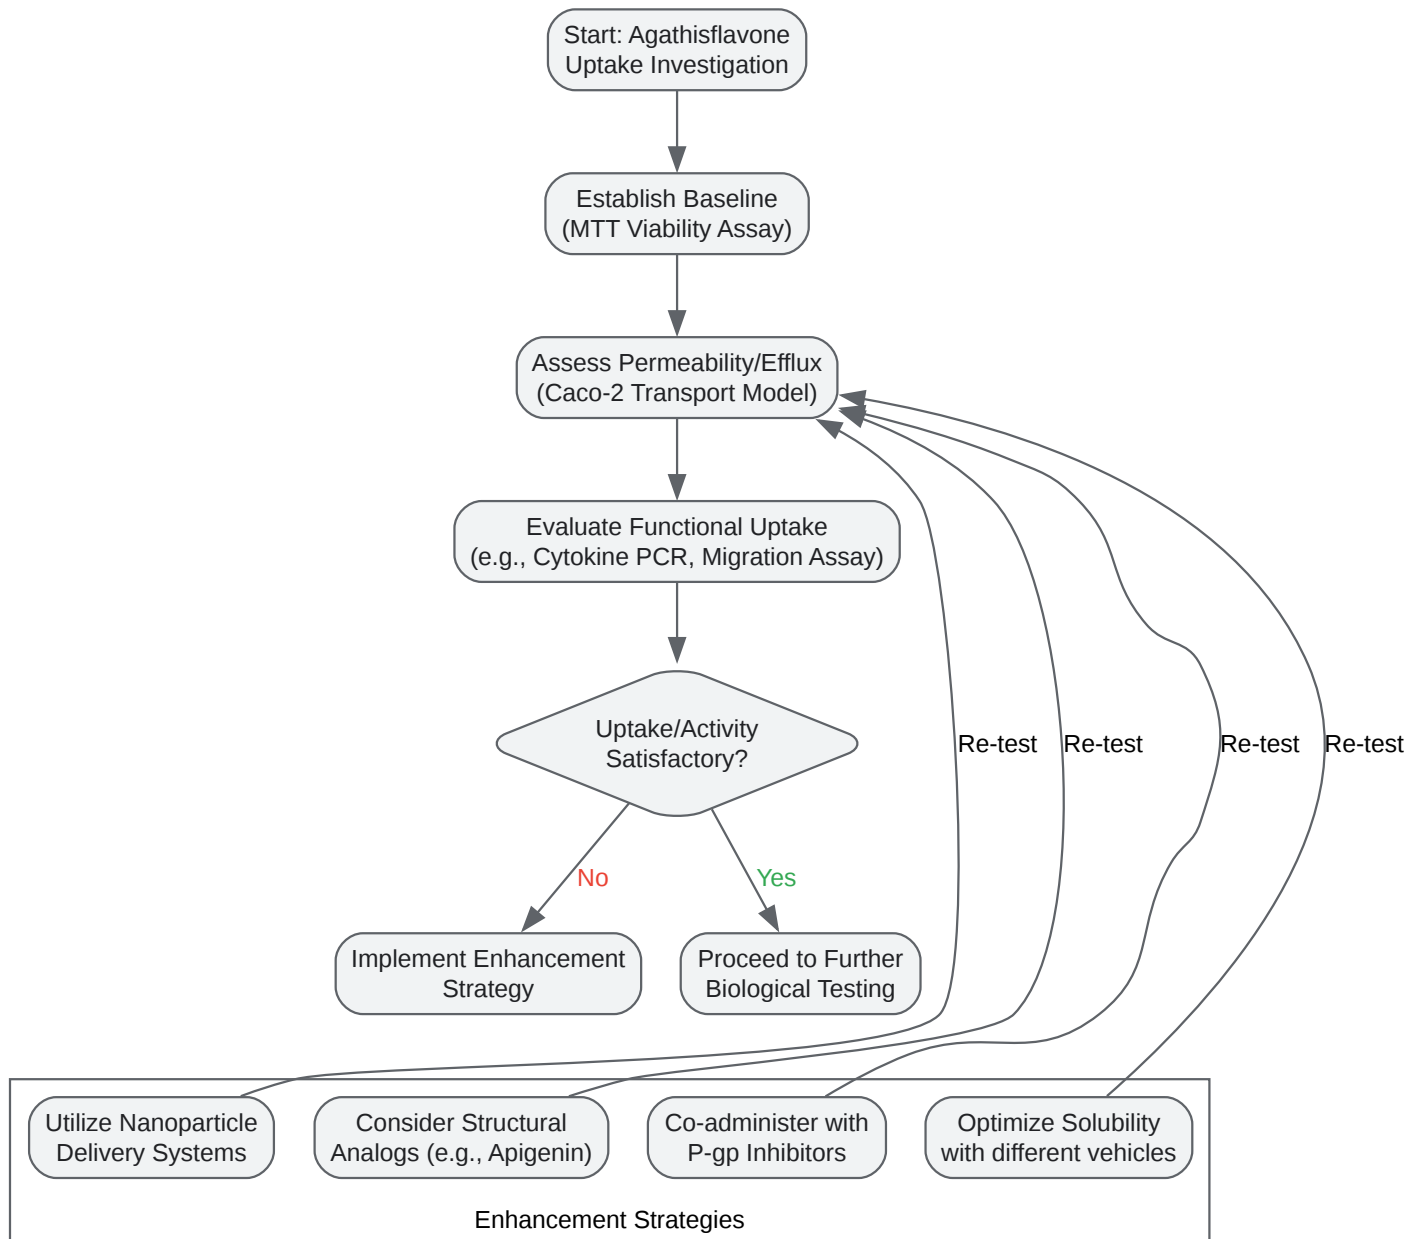 Start: Agathisflavone
Uptake Investigation
Establish Baseline
(MTT Viability Assay)
Assess Permeability/Efflux
(Caco-2 Transport Model)
Evaluate Functional Uptake
(e.g., Cytokine PCR, Migration Assay)
Uptake/Activity
Satisfactory?
Re-test
Re-test
Re-test
Re-test
No
Yes
Implement Enhancement
Strategy
Proceed to Further
Biological Testing
Utilize Nanoparticle
Delivery Systems
Consider Structural
Analogs (e.g., Apigenin)
Co-administer with
P-gp Inhibitors
Optimize Solubility
with different vehicles
Enhancement Strategies